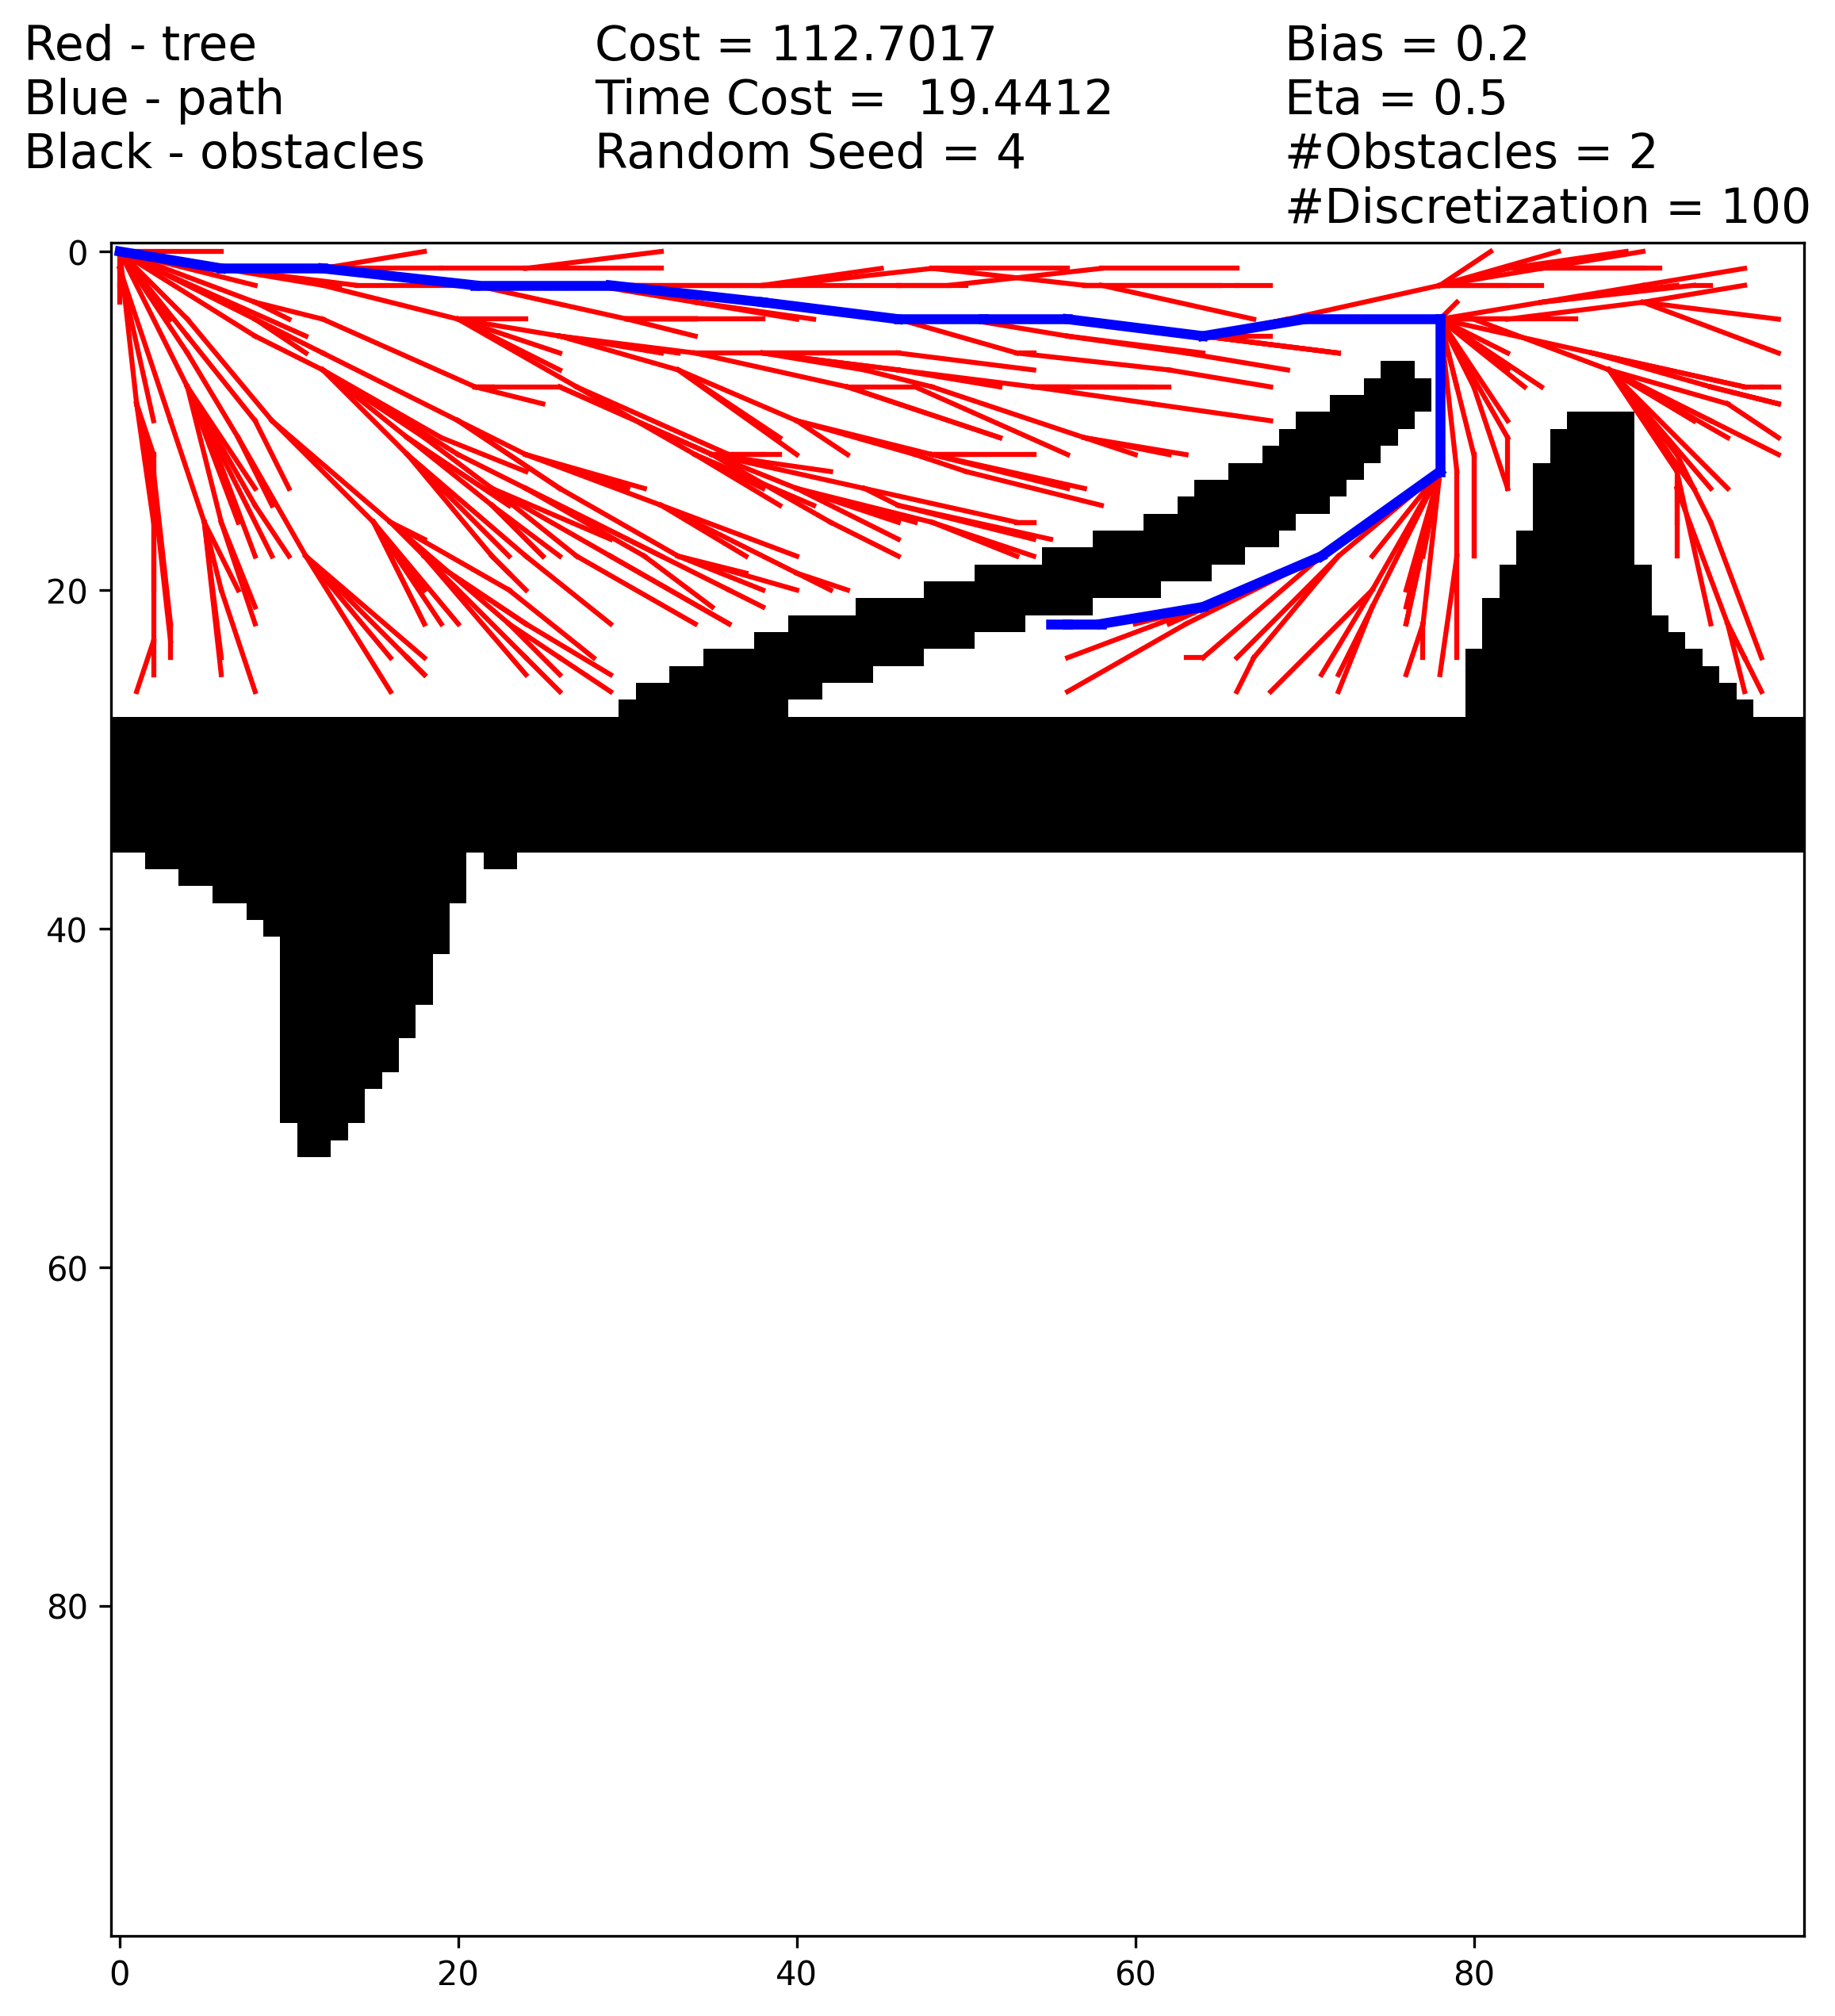 Red - tree
Blue - path
Black - obstacles
Cost = 112.7017
Time Cost =  19.4412
Random Seed = 4
Bias = 0.2
Eta = 0.5
#Obstacles = 2
#Discretization = 100
0
20
40
60
80
0
20
40
60
80